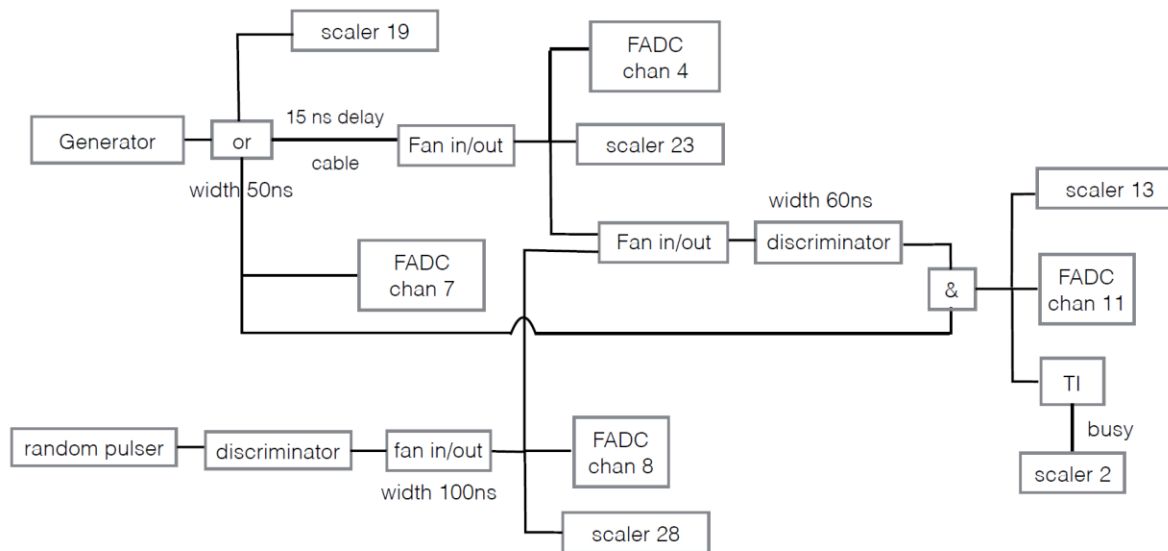 scaler 19
FADC
chan 4
15 ns delay
Generator
or
Fan in/out
scaler 23
cable
width 50ns
scaler 13
width 60ns
Fan in/out
discriminator
FADC
chan 7
&
FADC
chan 11
TI
busy
random pulser
discriminator
fan in/out
FADC
chan 8
scaler 2
width 100ns
scaler 28